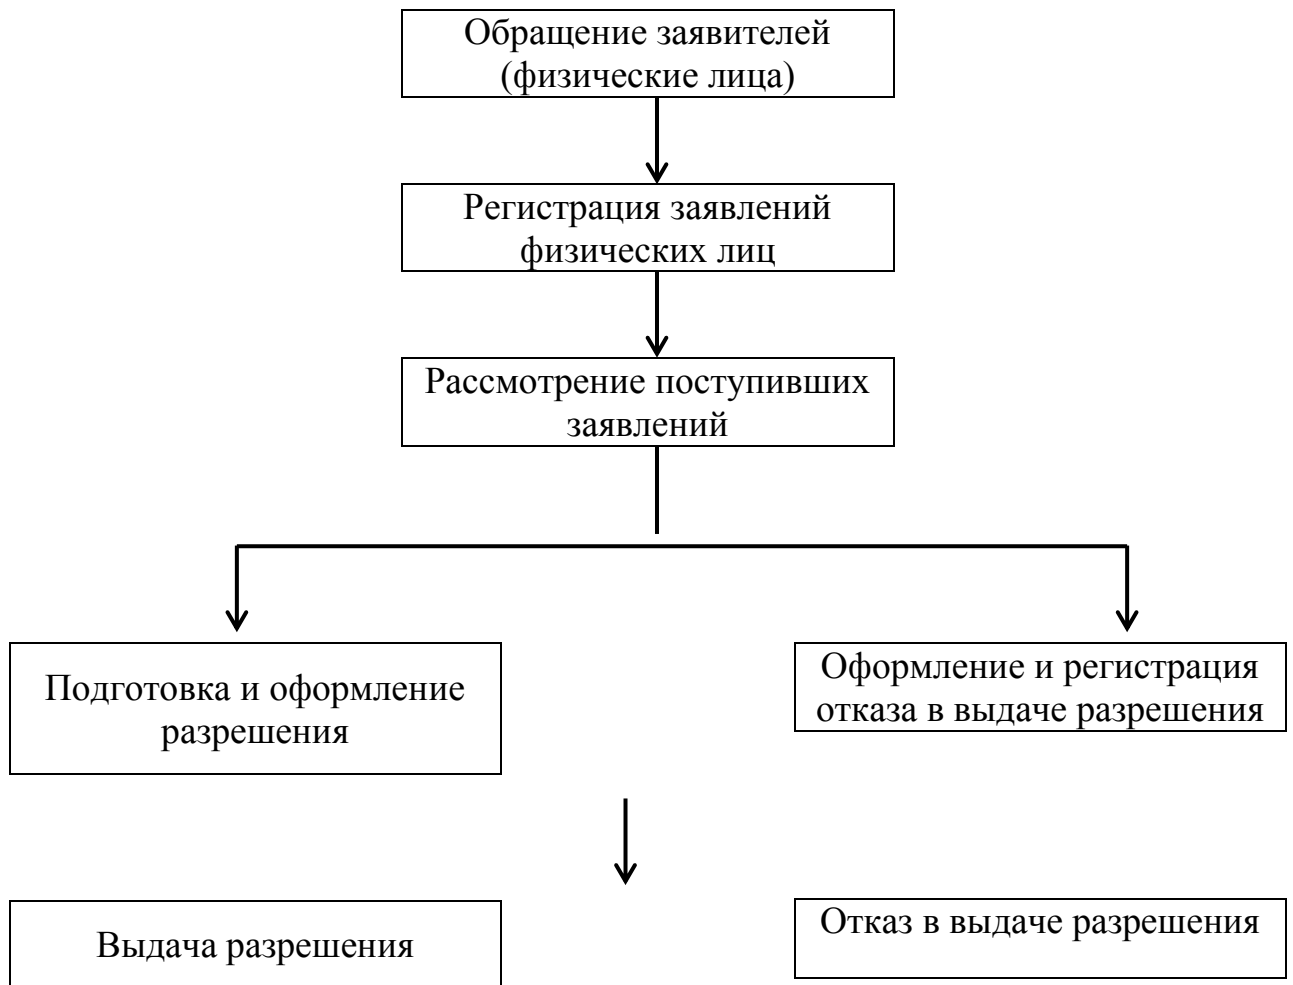 Обращение заявителей
(физические лица)
Регистрация заявлений
физических лиц
Рассмотрение поступивших
заявлений
Подготовка и оформление
разрешения
Оформление и регистрация
отказа в выдаче разрешения
Выдача разрешения
Отказ в выдаче разрешения